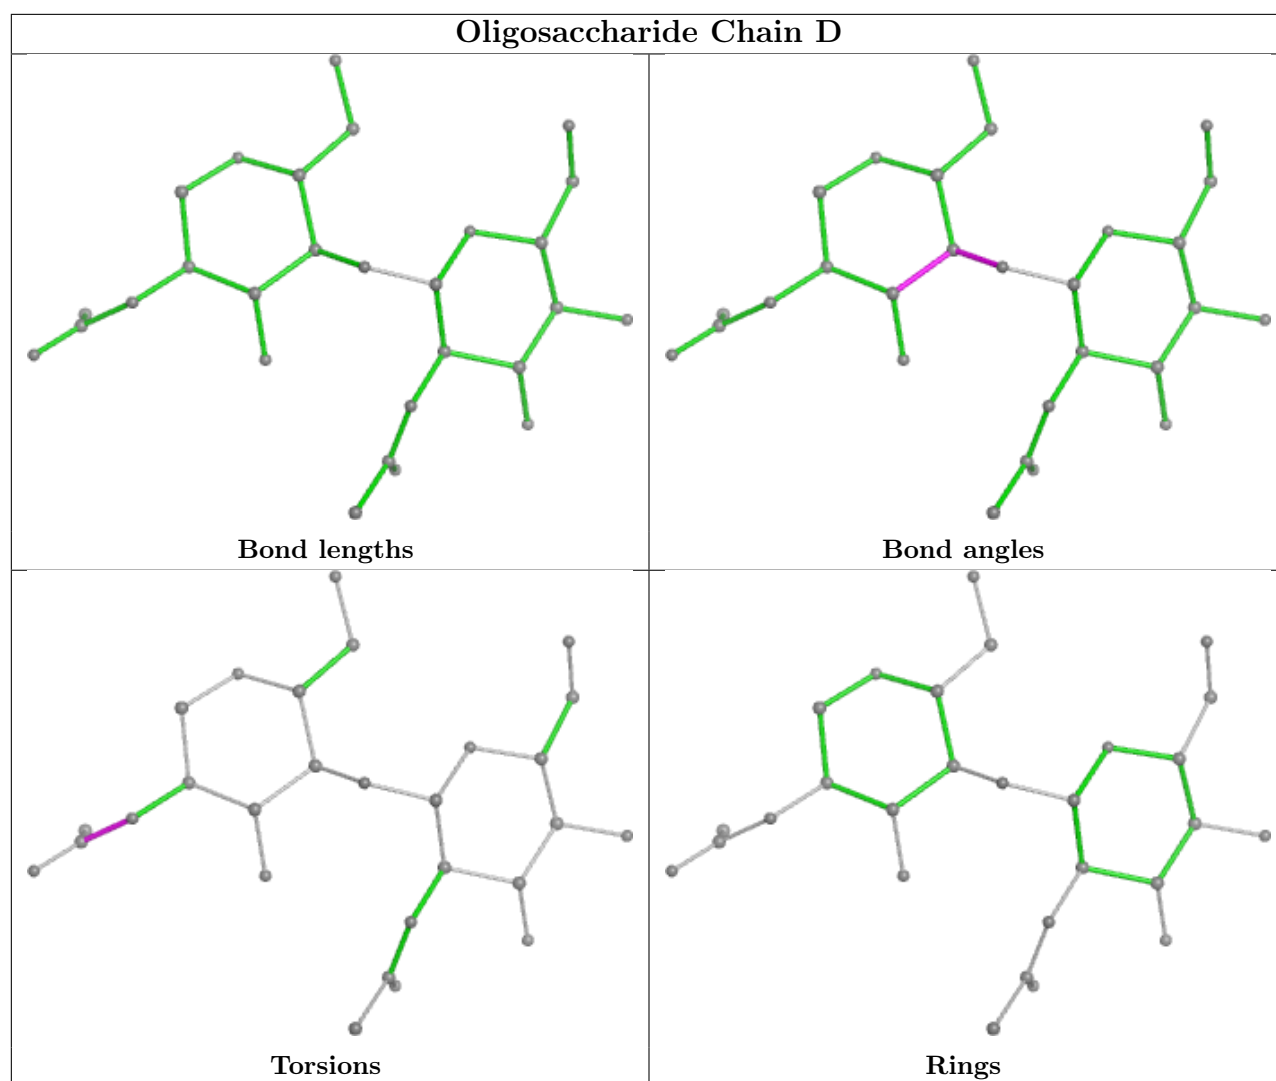 Oligosaccharide Chain D
Bond lengths
Bond angles
Torsions
Rings